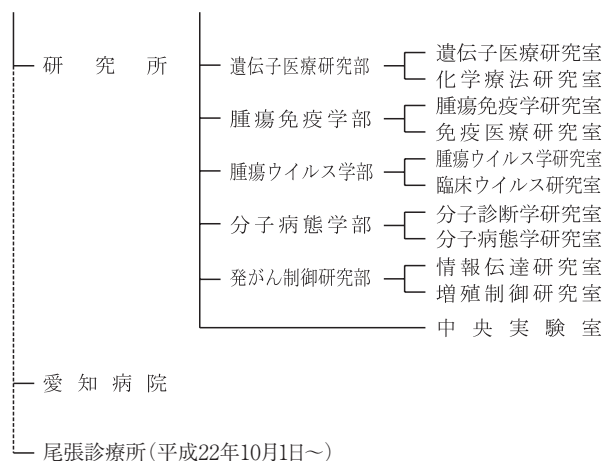 研究所
遺伝子医療研究部
遺伝子医療研究室
化学療法研究室
腫瘍免疫学部
腫瘍免疫学研究室
免疫医療研究室
腫瘍ウイルス学部
腫瘍ウイルス学研究室
臨床ウイルス研究室
分子病態学部
分子診断学研究室
分子病態学研究室
発がん制御研究部
情報伝達研究室
増殖制御研究室
中央実験室
愛知病院
尾張診療所(平成22年10月1日～)